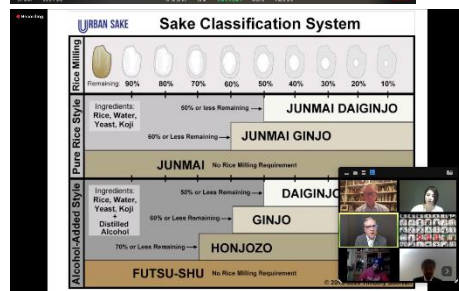 URBAN SAKE
Sake Classification System
Rice Milling
Remaining: 90% 80% 70% 60% 50% 40% 30% 20% 10%
Pure Rice Style
Ingredients:
Rice, Water,
Yeast, Koji
50% or less Remaining
JUNMAI DAIGINJO
60% or Less Remaining
JUNMAI GINJO
JUNMAI No Rice Milling Requirement
Alcohol-Added Style
Ingredients:
Rice, Water,
Yeast, Koji
+
Distilled
Alcohol
50% or Less Remaining
DAIGINJ
60% or Less Remaining
GINJO
70% or Less Remaining
HONJOZO
FUTSU-SHU No Rice Milling Requirement